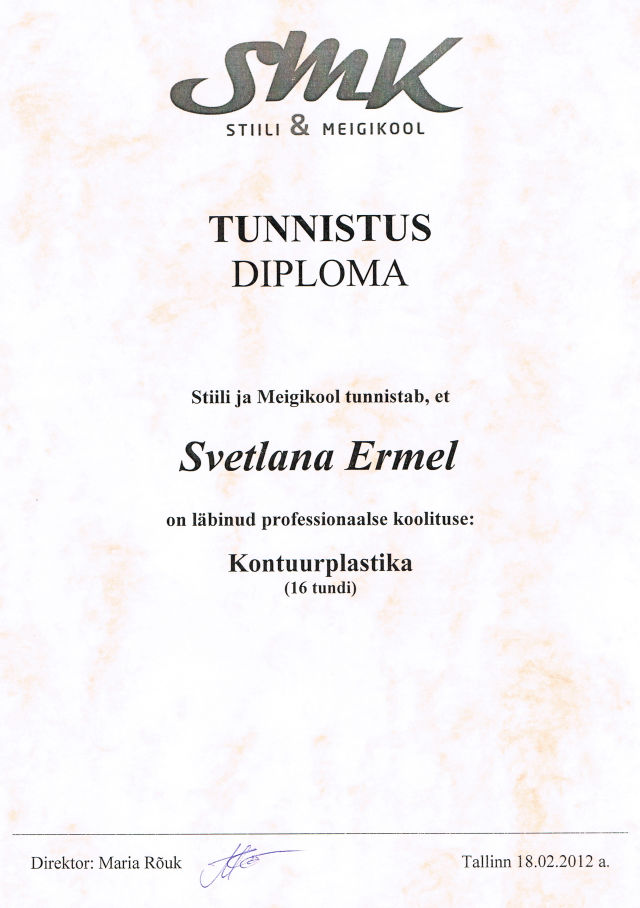 SMK
STIILI & MEIGIKOOL
TUNNISTUS
DIPLOMA
Stiili ja Meigikool tunnistab, et
Svetlana Ermel
on läbinud professionaalse koolituse:
Kontuurplastika
(16 tundi)
Direktor: Maria Rõuk
Tallinn 18.02.2012 a.